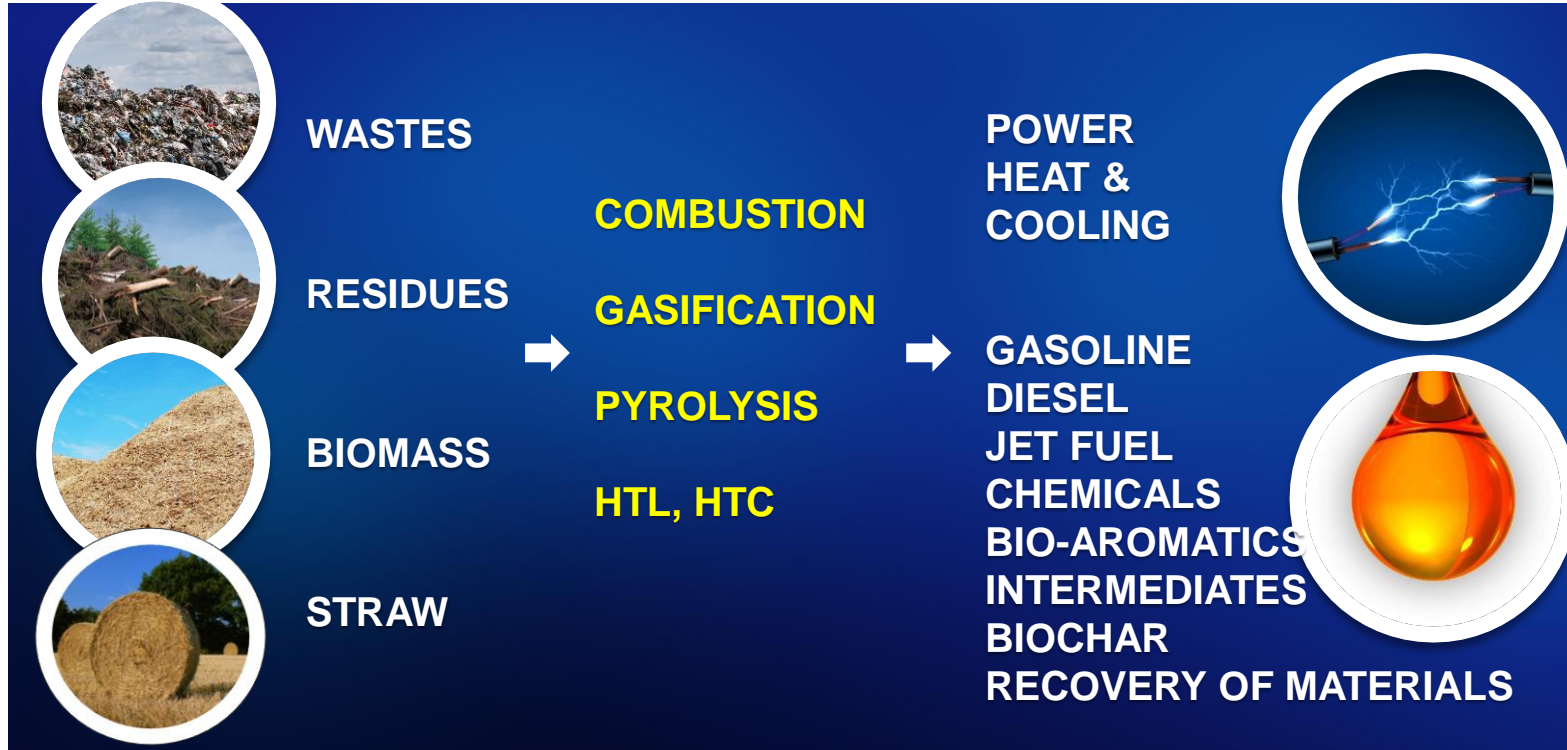 WASTES
RESIDUES
BIOMASS
STRAW
COMBUSTION
GASIFICATION
PYROLYSIS
HTL, HTC
POWER
HEAT &
COOLING
GASOLINE
DIESEL
JET FUEL
CHEMICALS
BIO-AROMATICS
INTERMEDIATES
BIOCHAR
RECOVERY OF MATERIALS